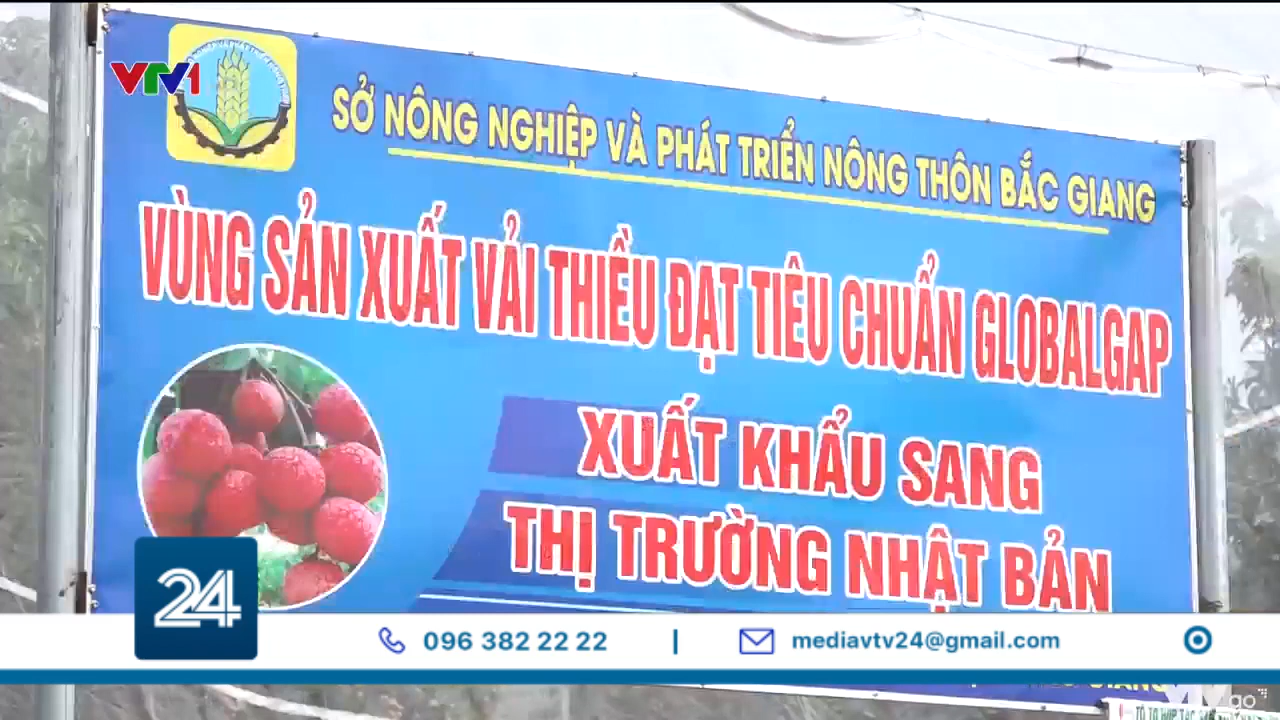 VTV1
SỞ NÔNG NGHIỆP VÀ PHÁT TRIỂN NÔNG THÔN BẮC GIANG
VÙNG SẢN XUẤT VẢI THIỀU ĐẠT TIÊU CHUẨN GLOBALGAP
XUẤT KHẨU SANG
THỊ TRƯỜNG NHẬT BẢN
24
096 382 22 22 | mediavtv24@gmail.com